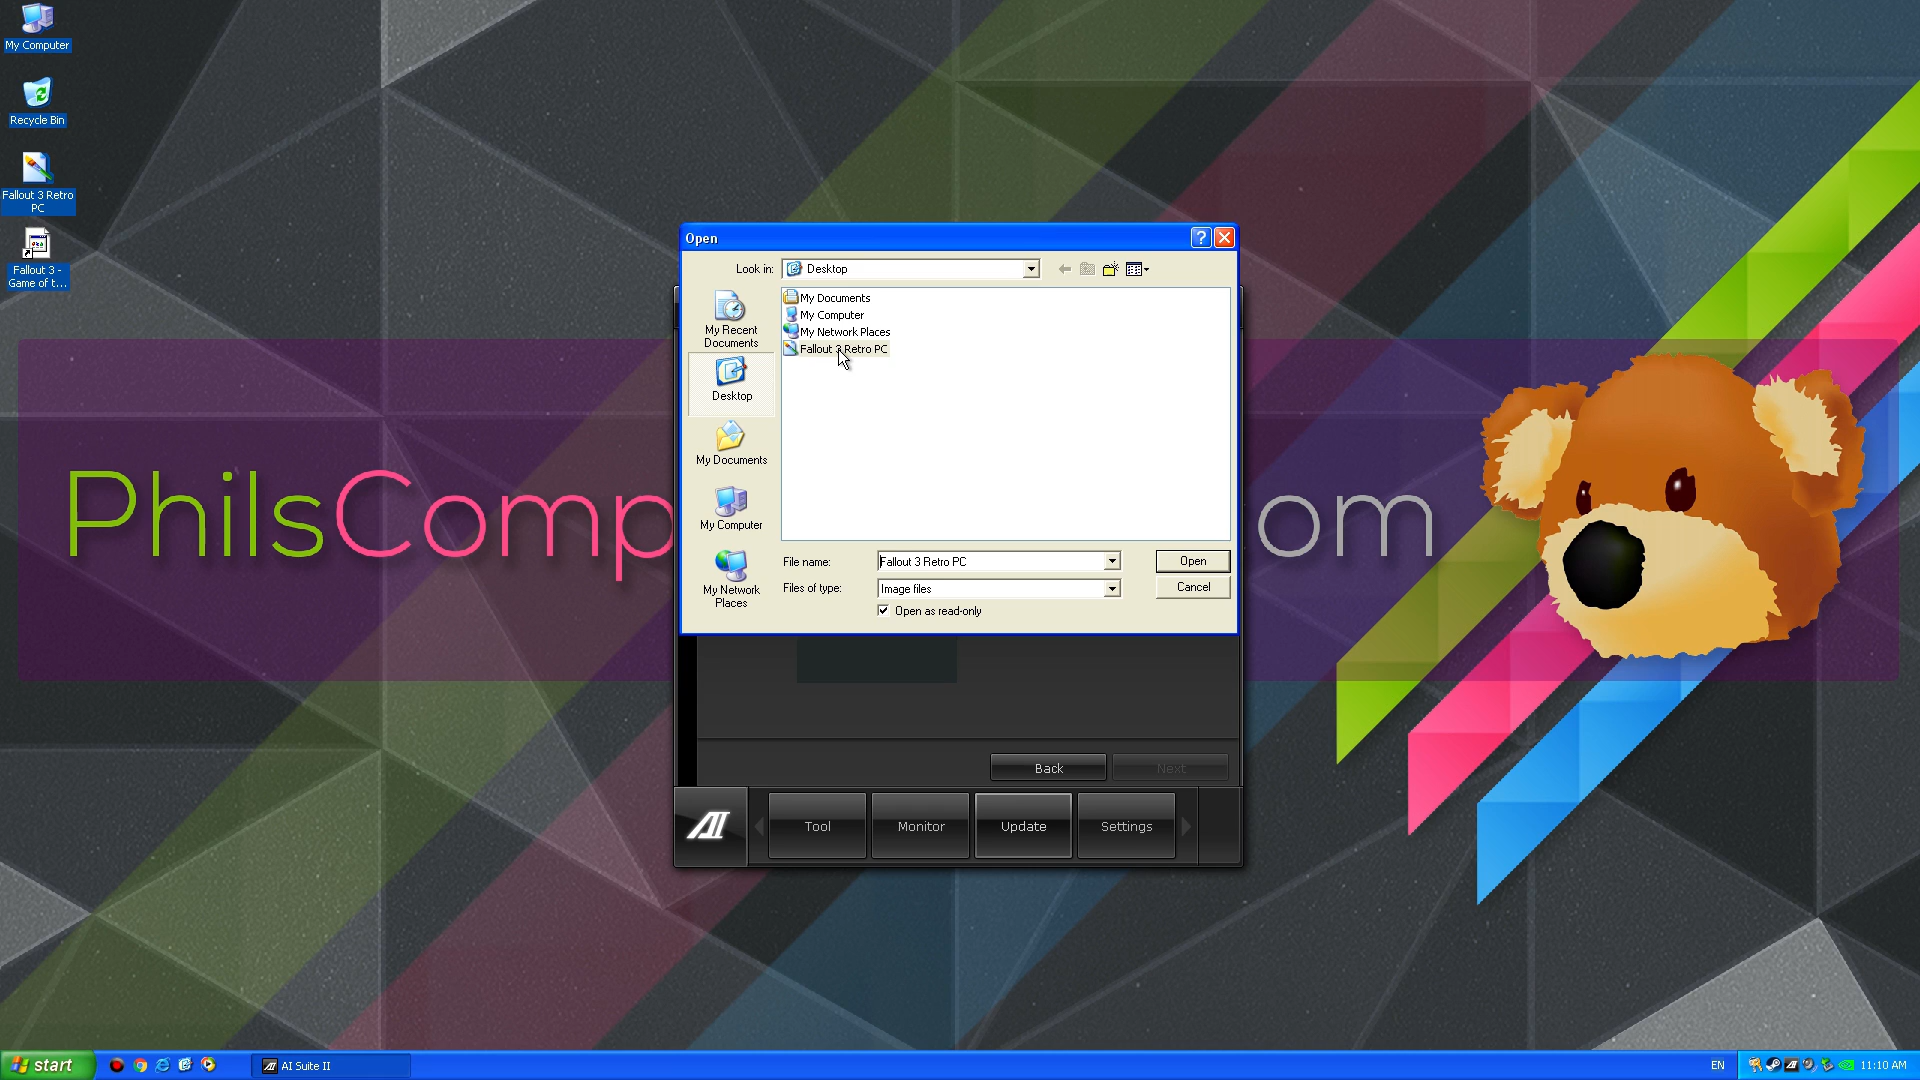 My Computer
Recycle Bin
Fallout 3 Retro
PC
Fallout 3 -
Game of t...
PhilsComp
om
Open
Look in:
Desktop
My Recent
Documents
Desktop
My Documents
My Computer
My Network
Places
My Documents
My Computer
My Network Places
Fallout 3 Retro PC
File name:
Fallout 3 Retro PC
Open
Files of type:
Image files
Cancel
Open as read-only
Back
Next
AI
Tool
Monitor
Update
Settings
start
AI Suite II
EN
11:10 AM